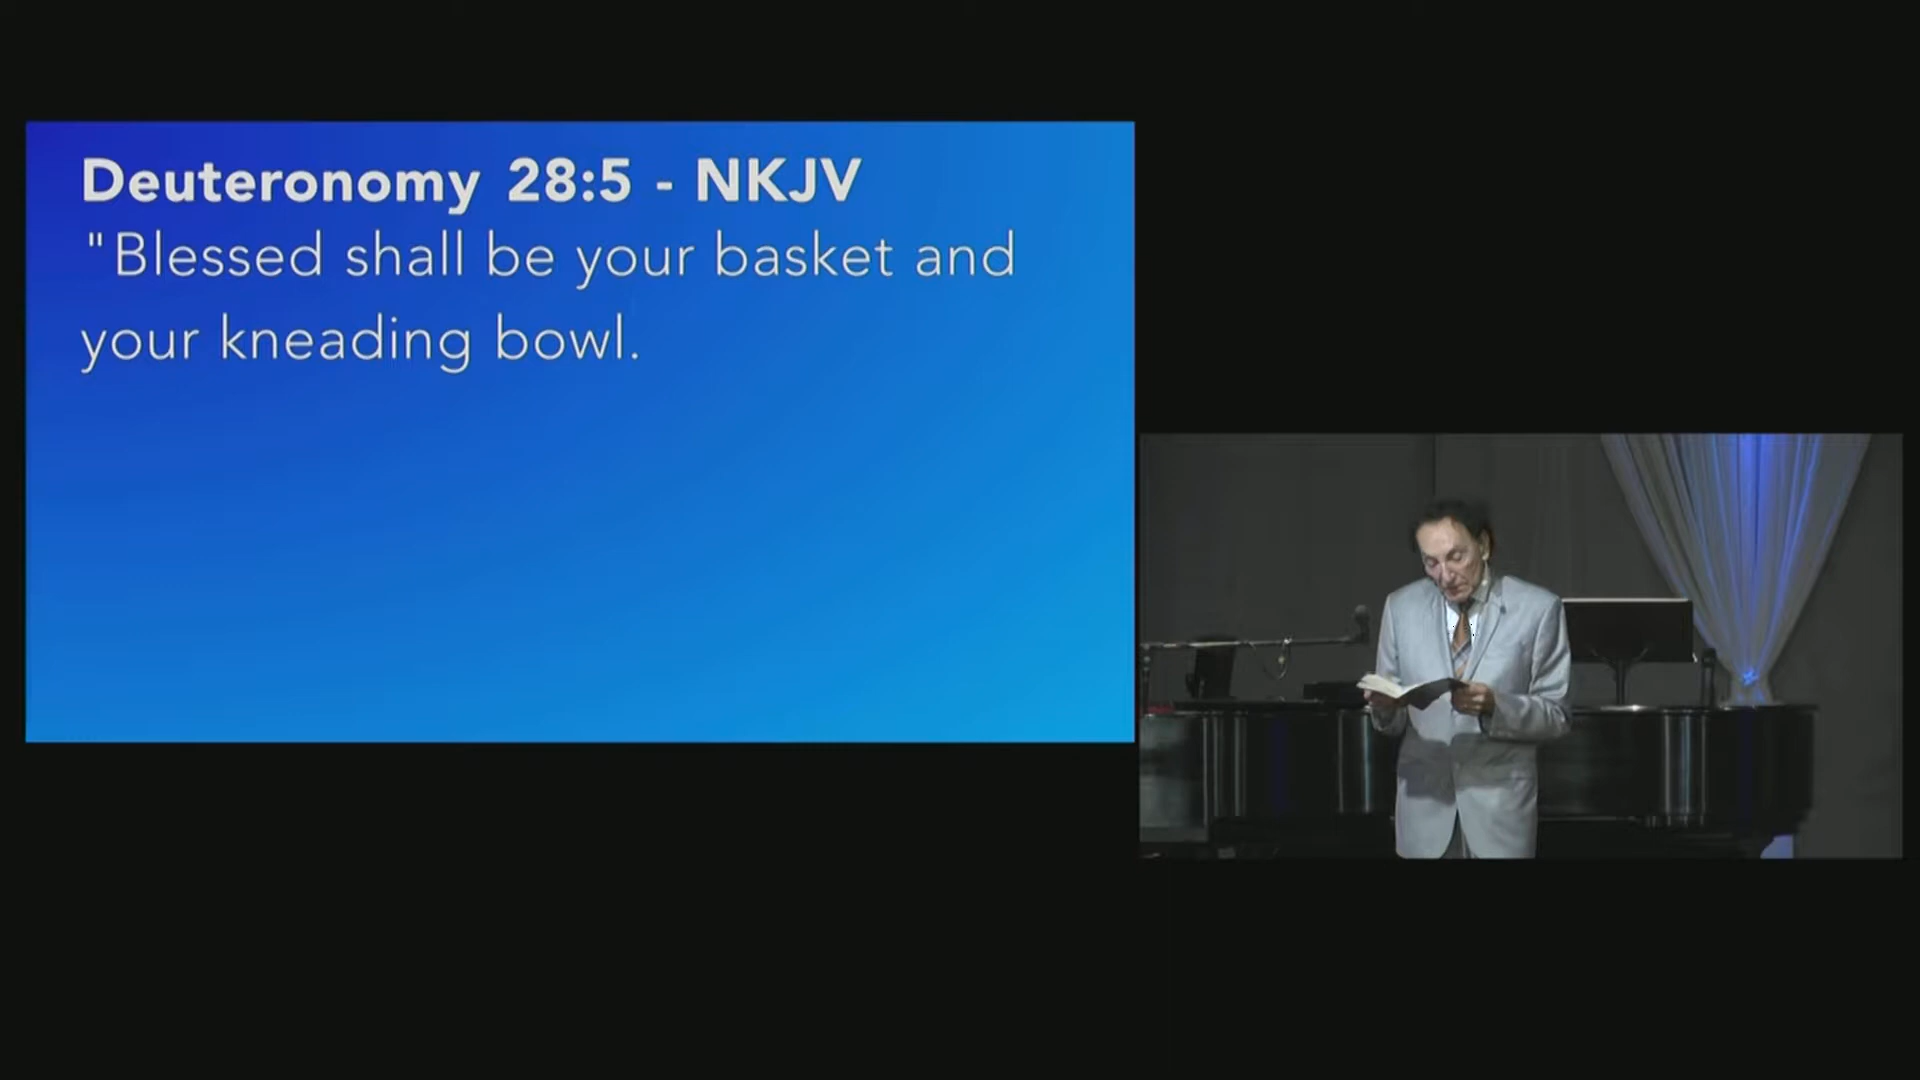 Deuteronomy 28:5 - NKJV
"Blessed shall be your basket and
your kneading bowl.